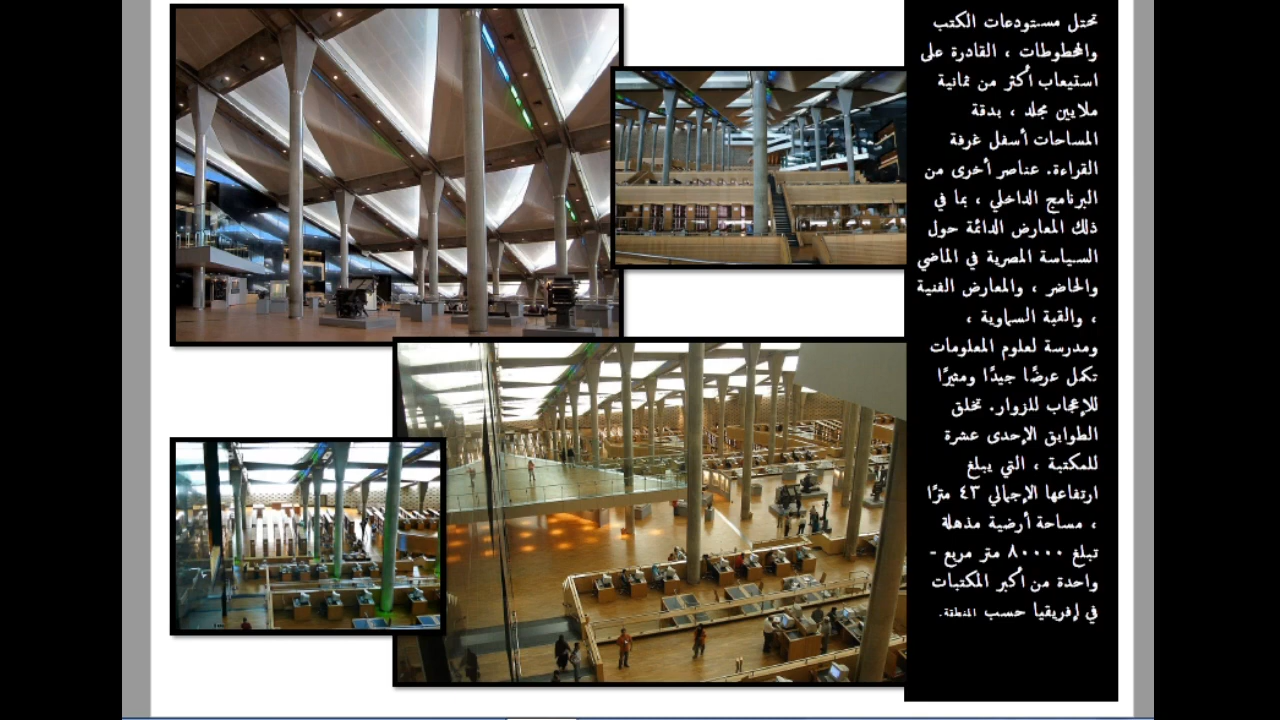 تحتل مستودعات الكتب
والمخطوطات ، القادرة على
استيعاب أكثر من ثمانية
ملايين مجلد ، بدقة
المساحات أسفل غرفة
القراءة. عناصر أخرى من
البرنامج الداخلي ، بما في
ذلك المعارض الدائمة حول
السياسة المصرية في الماضي
والحاضر ، والمعارض الفنية
، والقبة السماوية ،
ومدرسة لعلوم المعلومات
تكمل عرضًا جيدًا ومثيرًا
للإعجاب للزوار. تخلق
الطوابق الإحدى عشرة
للمكتبة ، التي يبلغ
ارتفاعها الإجمالي ٤٣ مترًا
، مساحة أرضية مذهلة
تبلغ ٨٠٠٠٠ متر مربع -
واحدة من أكبر المكتبات
في إفريقيا حسب المنطقة.